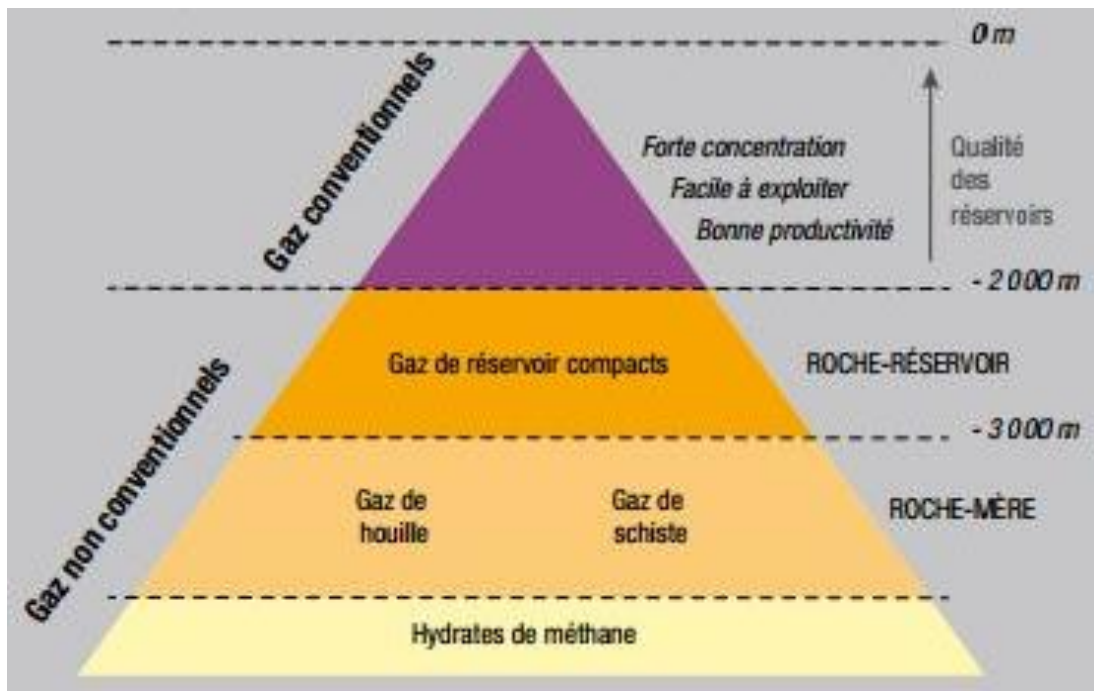 0 m
Gaz conventionnels
Forte concentration
Facile à exploiter
Bonne productivité
Qualité
des
réservoirs
- 2 000 m
Gaz non conventionnels
Gaz de réservoir compacts
ROCHE-RÉSERVOIR
- 3 000 m
Gaz de
houille
Gaz de
schiste
ROCHE-MÈRE
Hydrates de méthane